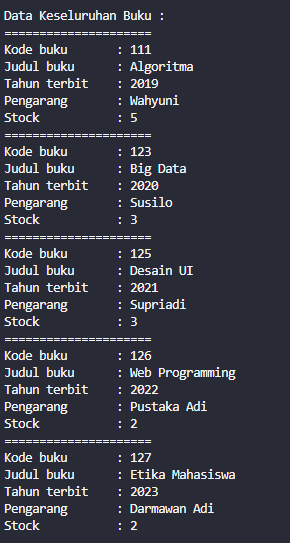 Data Keseluruhan Buku :
=====================
Kode buku : 111
Judul buku : Algoritma
Tahun terbit : 2019
Pengarang : Wahyuni
Stock : 5
=====================
Kode buku : 123
Judul buku : Big Data
Tahun terbit : 2020
Pengarang : Susilo
Stock : 3
=====================
Kode buku : 125
Judul buku : Desain UI
Tahun terbit : 2021
Pengarang : Supriadi
Stock : 3
=====================
Kode buku : 126
Judul buku : Web Programming
Tahun terbit : 2022
Pengarang : Pustaka Adi
Stock : 2
=====================
Kode buku : 127
Judul buku : Etika Mahasiswa
Tahun terbit : 2023
Pengarang : Darmawan Adi
Stock : 2